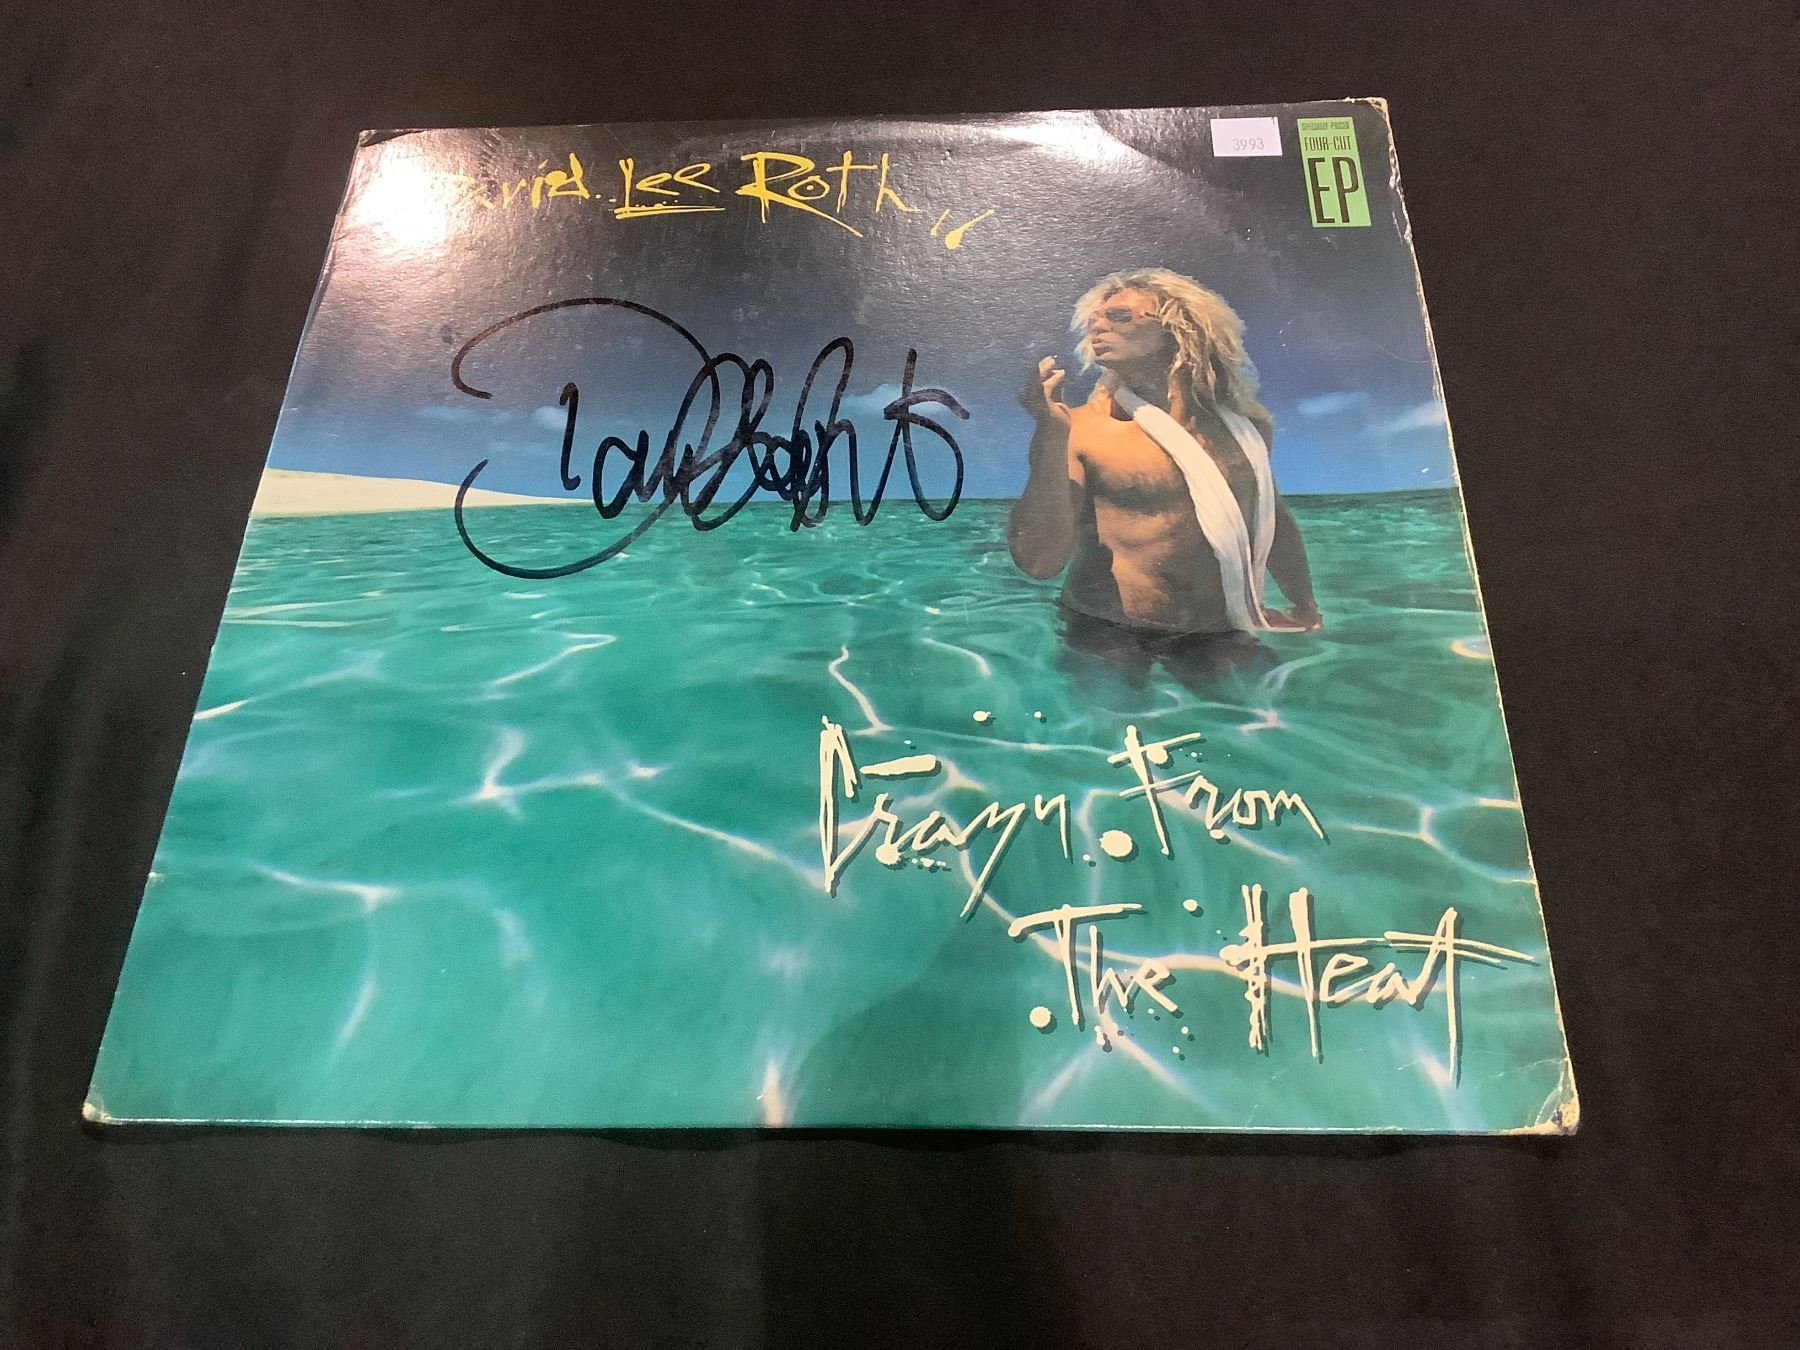 David Lee Roth
3993
SPECIALLY PRICED
FOUR-CUT
EP
Crazy From
The Heat